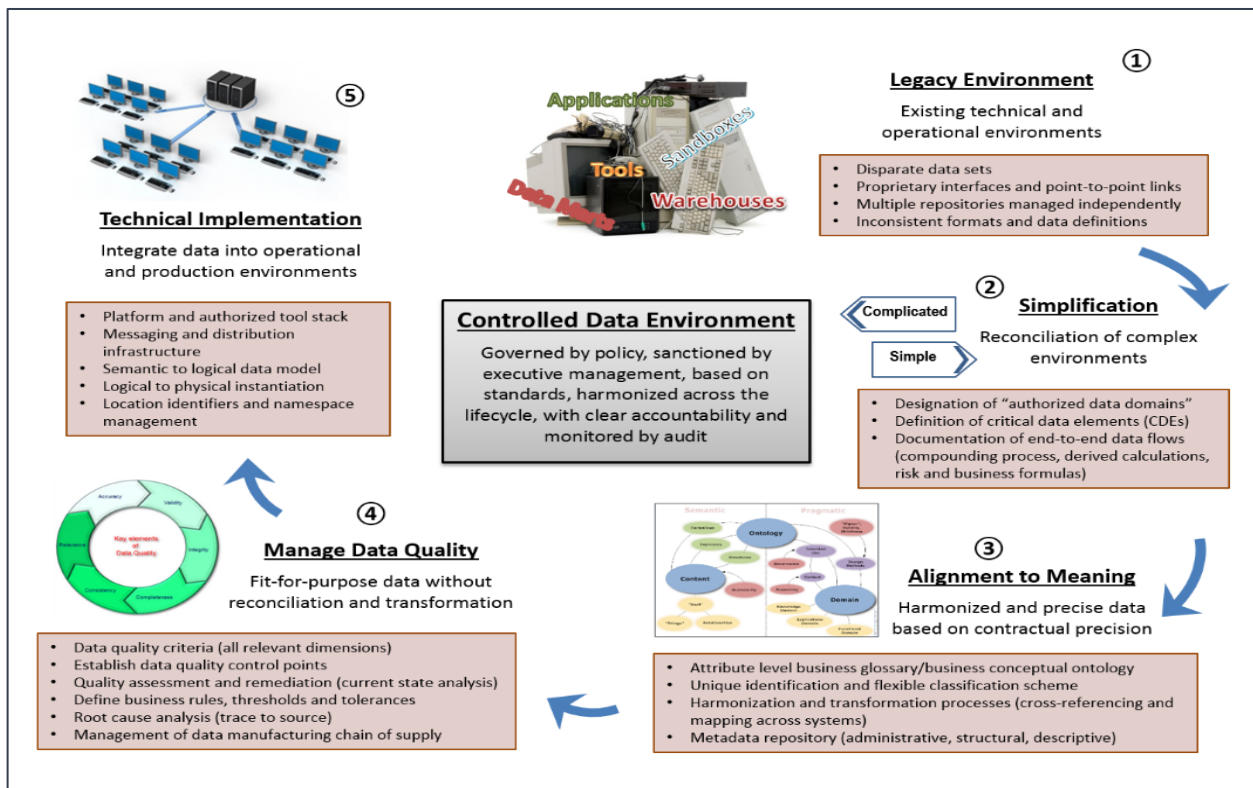 ①
Legacy Environment
Existing technical and
operational environments
• Disparate data sets
• Proprietary interfaces and point-to-point links
• Multiple repositories managed independently
• Inconsistent formats and data definitions
Applications
Sandboxes
Tools
Data Marts
Warehouses
②
Complicated
Simple
Simplification
Reconciliation of complex
environments
• Designation of “authorized data domains”
• Definition of critical data elements (CDEs)
• Documentation of end-to-end data flows
(compounding process, derived calculations,
risk and business formulas)
Controlled Data Environment
Governed by policy, sanctioned by
executive management, based on
standards, harmonized across the
lifecycle, with clear accountability and
monitored by audit
③
Alignment to Meaning
Harmonized and precise data
based on contractual precision
• Attribute level business glossary/business conceptual ontology
• Unique identification and flexible classification scheme
• Harmonization and transformation processes (cross-referencing and
mapping across systems)
• Metadata repository (administrative, structural, descriptive)
Semantic
Pragmatic
Ontology
Content
Domain
④
Manage Data Quality
Fit-for-purpose data without
reconciliation and transformation
• Data quality criteria (all relevant dimensions)
• Establish data quality control points
• Quality assessment and remediation (current state analysis)
• Define business rules, thresholds and tolerances
• Root cause analysis (trace to source)
• Management of data manufacturing chain of supply
Key elements
of
Data Quality
Accuracy
Validity
Integrity
Completeness
Consistency
⑤
Technical Implementation
Integrate data into operational
and production environments
• Platform and authorized tool stack
• Messaging and distribution
infrastructure
• Semantic to logical data model
• Logical to physical instantiation
• Location identifiers and namespace
management